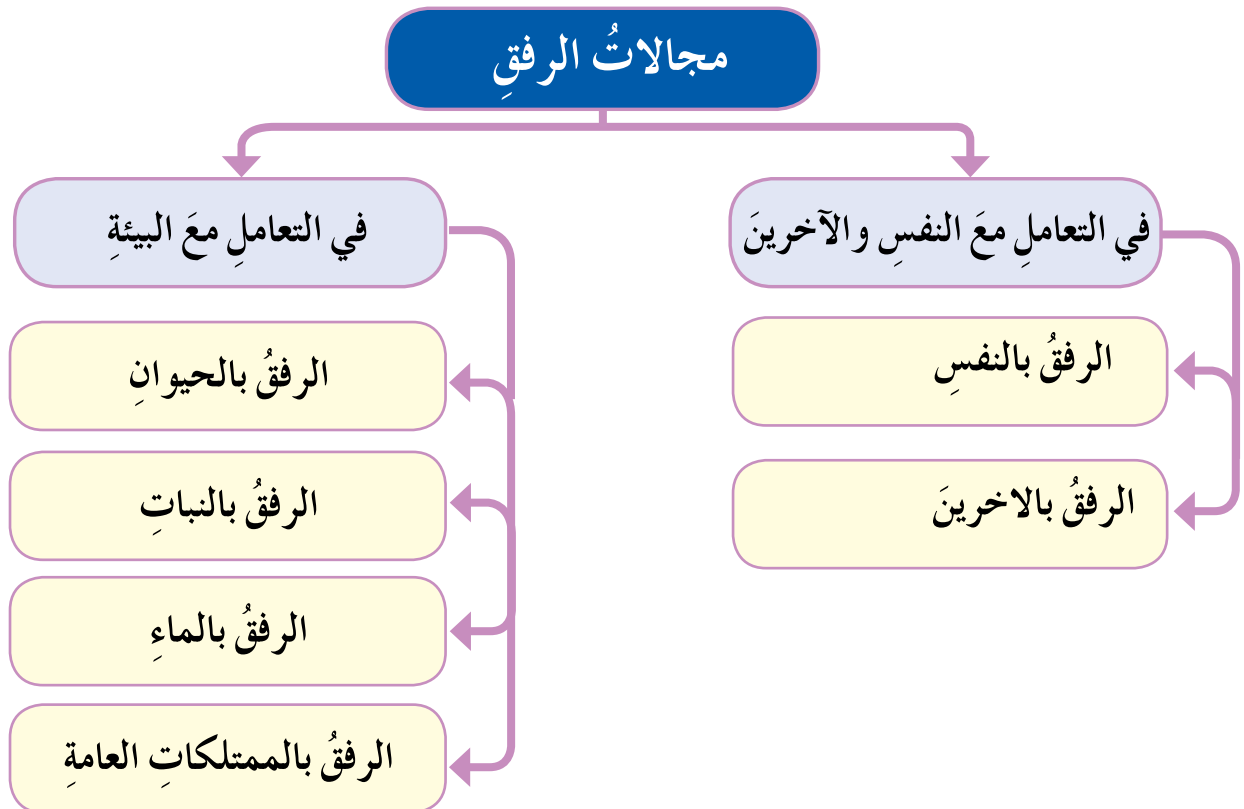 مجالاتُ الرفقِ
في التعاملِ معَ النفسِ والآخرينَ
الرفقُ بالنفسِ
الرفقُ بالاخرينَ
في التعاملِ معَ البيئةِ
الرفقُ بالحيوانِ
الرفقُ بالنباتِ
الرفقُ بالماءِ
الرفقُ بالممتلكاتِ العامةِ